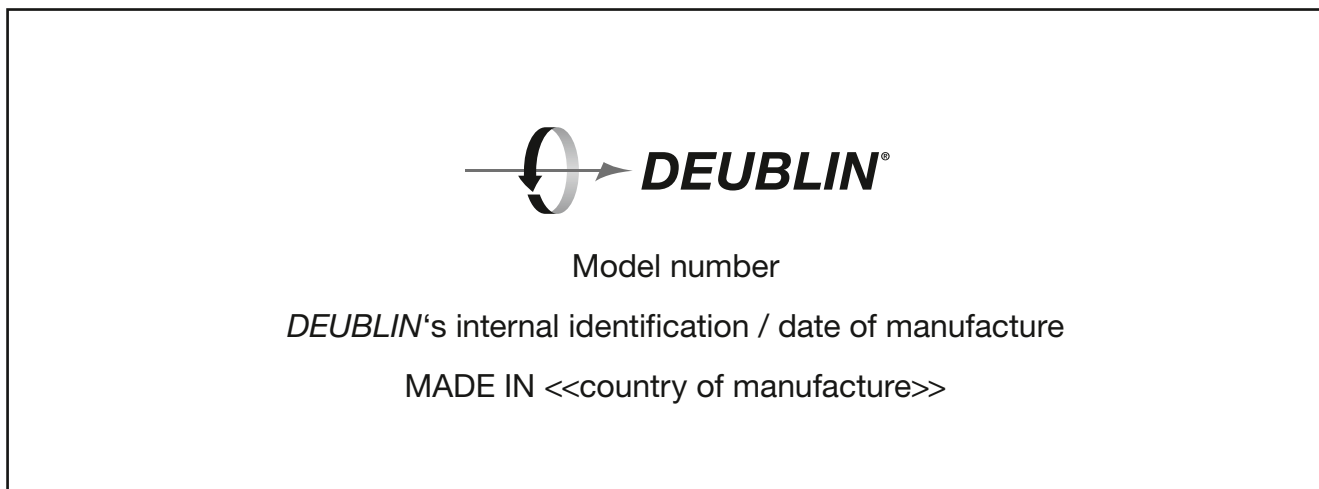 DEUBLIN®
Model number
DEUBLIN‘s internal identification / date of manufacture
MADE IN <<country of manufacture>>